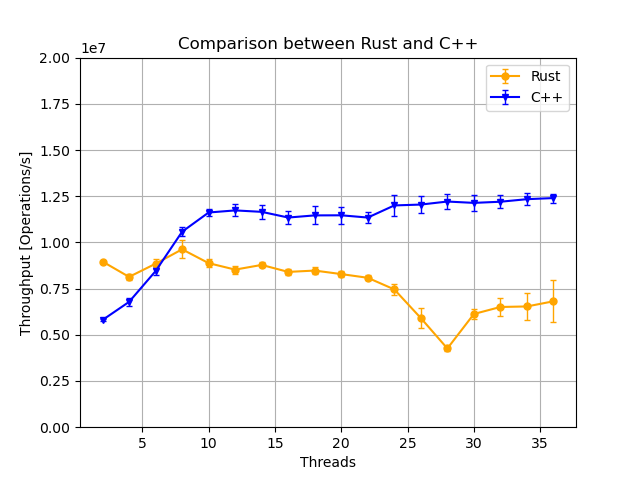 Comparison between Rust and C++
1e7
2.00
1.75
1.50
1.25
1.00
0.75
0.50
0.25
0.00
Throughput [Operations/s]
Rust
C++
5 10 15 20 25 30 35
Threads